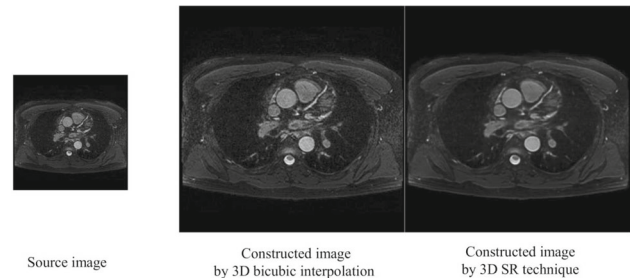 Source image
Constructed image
by 3D bicubic interpolation
Constructed image
by 3D SR technique